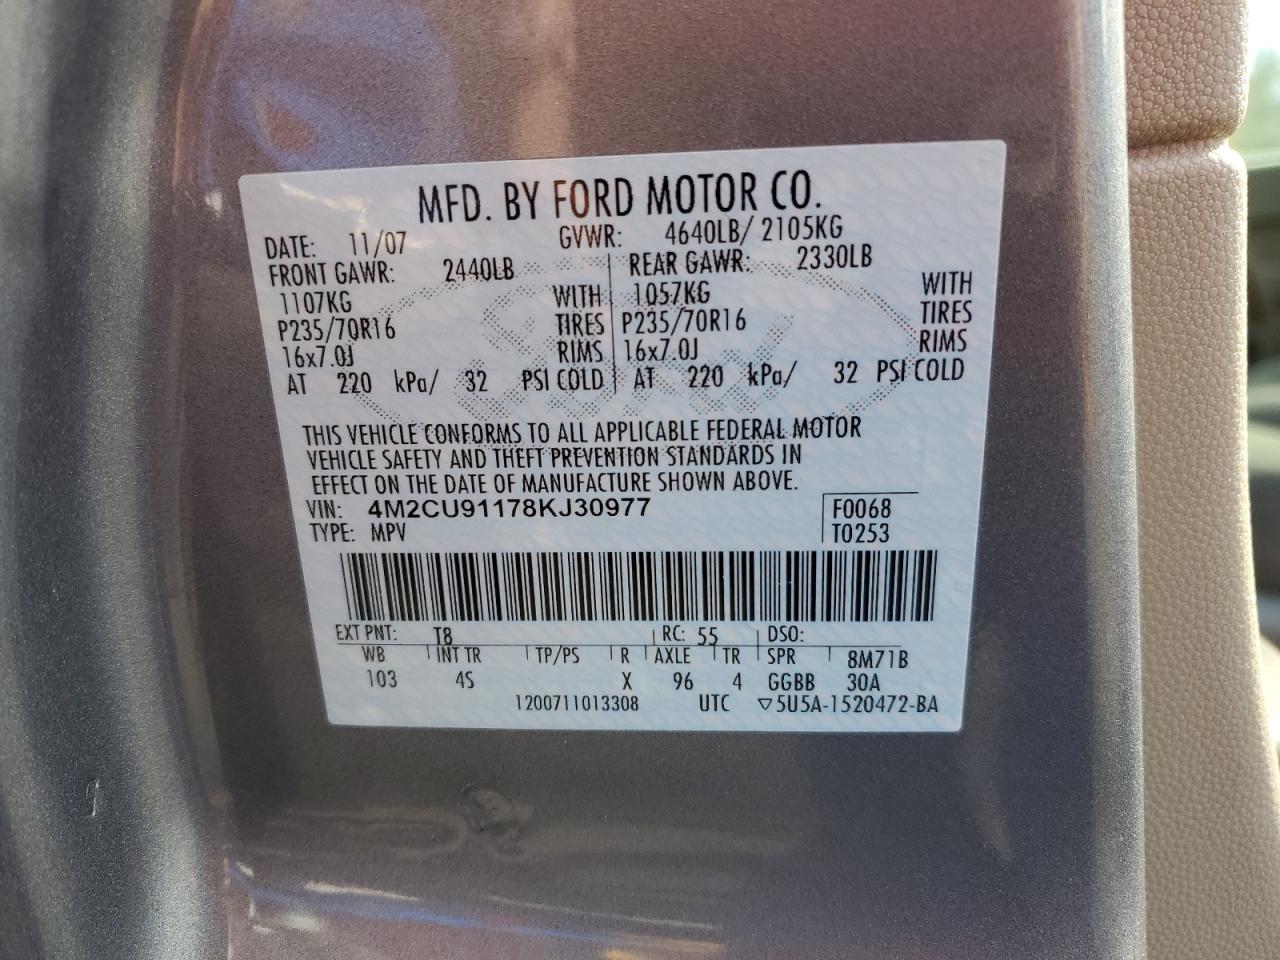 MFD. BY FORD MOTOR CO.
DATE: 11/07 GVWR: 4640LB/ 2105KG
FRONT GAWR: 2440LB REAR GAWR: 2330LB
1107KG WITH 1057KG WITH
P235/70R16 TIRES P235/70R16 TIRES
16x7.0J RIMS 16x7.0J RIMS
AT 220 kPa/ 32 PSI COLD AT 220 kPa/ 32 PSI COLD
THIS VEHICLE CONFORMS TO ALL APPLICABLE FEDERAL MOTOR
VEHICLE SAFETY AND THEFT PREVENTION STANDARDS IN
EFFECT ON THE DATE OF MANUFACTURE SHOWN ABOVE.
VIN: 4M2CU91178KJ30977 F0068
TYPE: MPV T0253
EXT PNT: T8 RC: 55 DSO:
WB INT TR TP/PS R AXLE TR SPR 8M71B
103 4S X 96 4 GGBB 30A
1200711013308 UTC ▽5U5A-1520472-BA